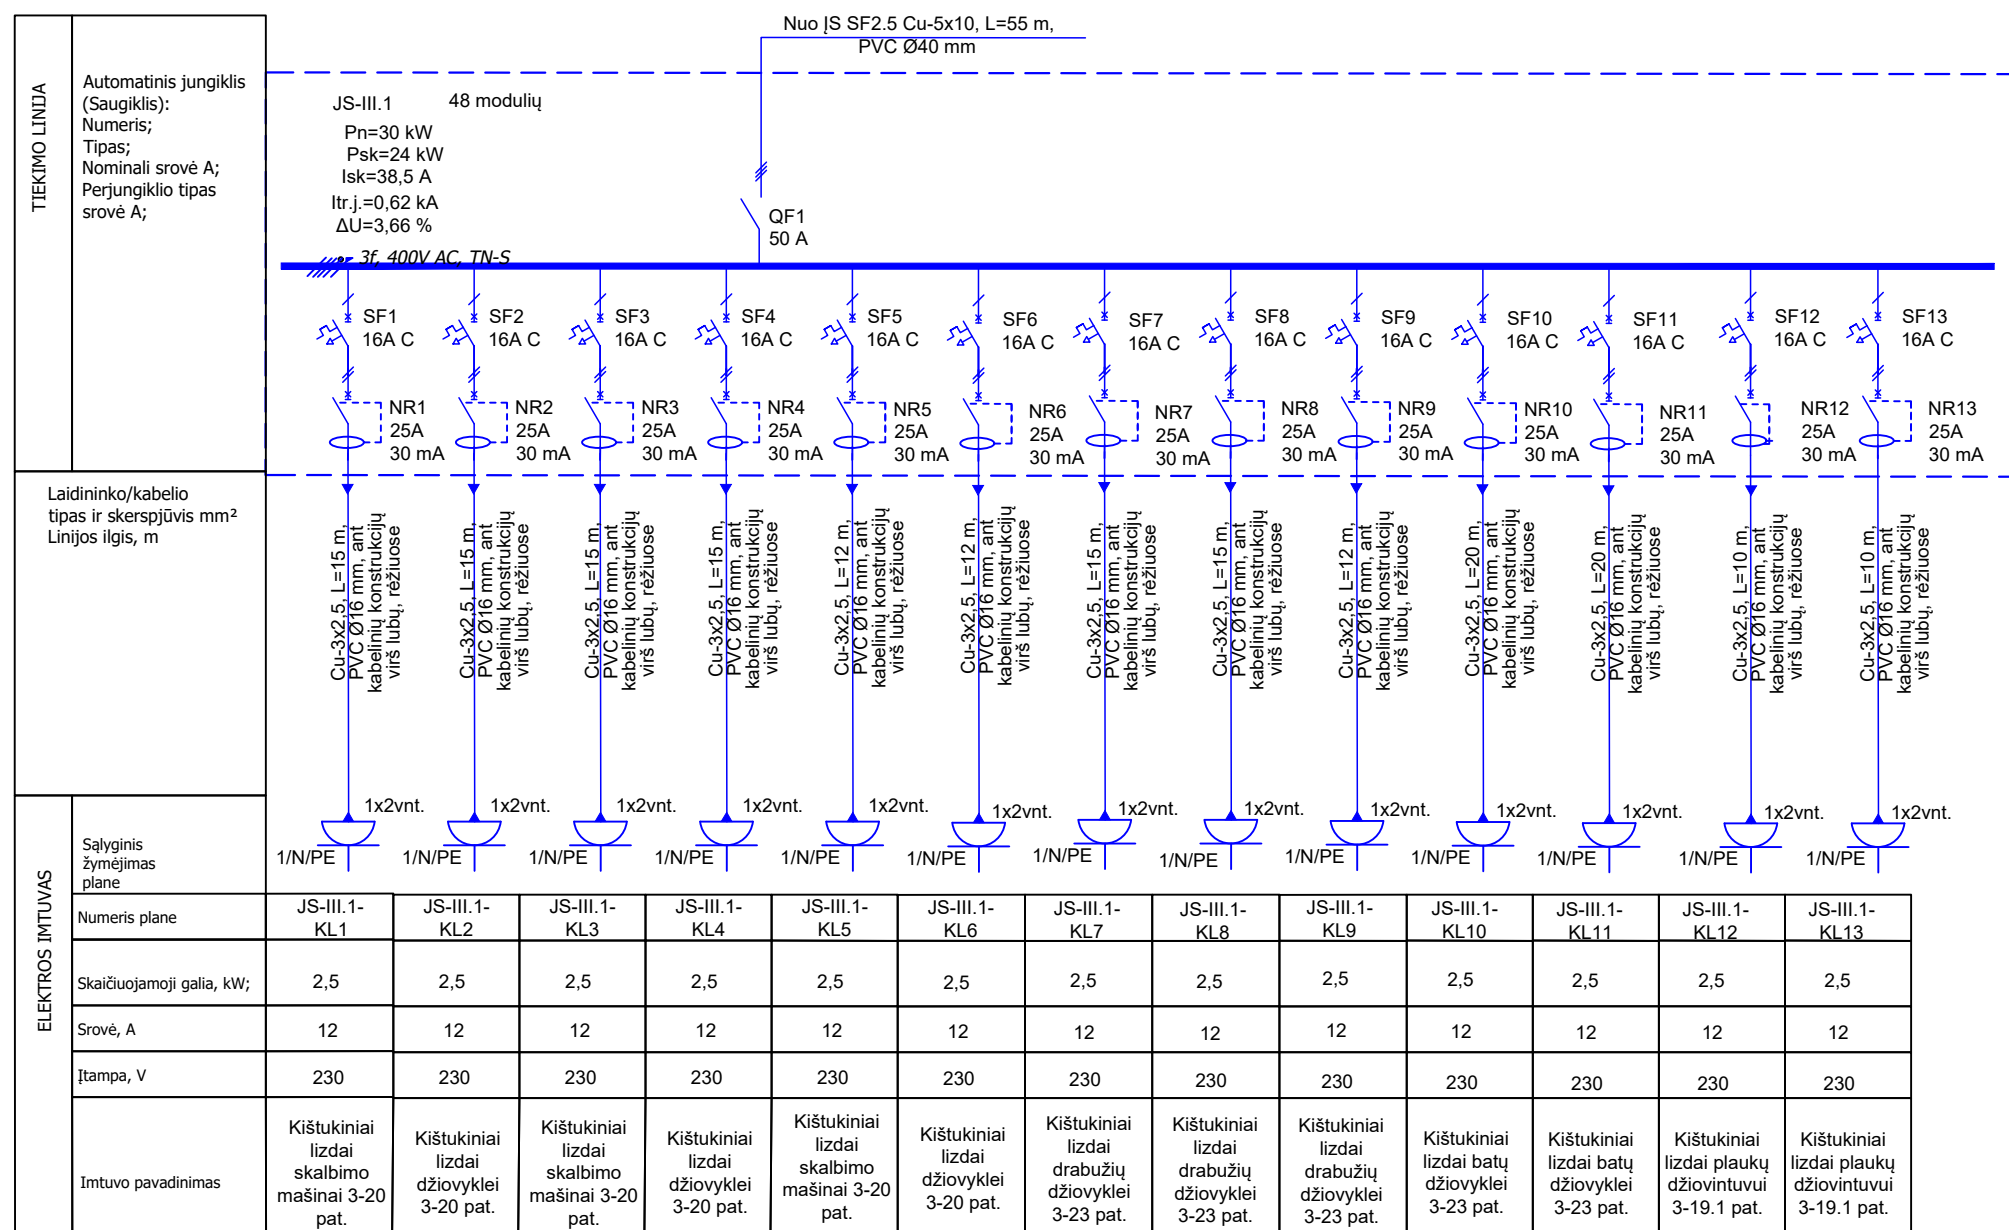 Nuo ĮS SF2.5 Cu-5x10, L=55 m,
PVC Ø40 mm
TIEKIMO LINIJA
Automatinis jungiklis
(Saugiklis):
Numeris;
Tipas;
Nominali srovė A;
Perjungiklio tipas
srovė A;
JS-III.1 48 modulių
Pn=30 kW
Psk=24 kW
Isk=38,5 A
Itr.j.=0,62 kA
ΔU=3,66 %
3f, 400V AC, TN-S
QF1
50 A
SF1
16A C
SF2
16A C
SF3
16A C
SF4
16A C
SF5
16A C
SF6
16A C
SF7
16A C
SF8
16A C
SF9
16A C
SF10
16A C
SF11
16A C
SF12
16A C
SF13
16A C
NR1
25A
30 mA
NR2
25A
30 mA
NR3
25A
30 mA
NR4
25A
30 mA
NR5
25A
30 mA
NR6
25A
30 mA
NR7
25A
30 mA
NR8
25A
30 mA
NR9
25A
30 mA
NR10
25A
30 mA
NR11
25A
30 mA
NR12
25A
30 mA
NR13
25A
30 mA
Laidininko/kabelio
tipas ir skerspjūvis mm²
Linijos ilgis, m
Cu-3x2,5, L=15 m,
PVC Ø16 mm, ant
kabelinių konstrukcijų
virš lubų, rėžiuose
Cu-3x2,5, L=15 m,
PVC Ø16 mm, ant
kabelinių konstrukcijų
virš lubų, rėžiuose
Cu-3x2,5, L=15 m,
PVC Ø16 mm, ant
kabelinių konstrukcijų
virš lubų, rėžiuose
Cu-3x2,5, L=15 m,
PVC Ø16 mm, ant
kabelinių konstrukcijų
virš lubų, rėžiuose
Cu-3x2,5, L=12 m,
PVC Ø16 mm, ant
kabelinių konstrukcijų
virš lubų, rėžiuose
Cu-3x2,5, L=12 m,
PVC Ø16 mm, ant
kabelinių konstrukcijų
virš lubų, rėžiuose
Cu-3x2,5, L=15 m,
PVC Ø16 mm, ant
kabelinių konstrukcijų
virš lubų, rėžiuose
Cu-3x2,5, L=15 m,
PVC Ø16 mm, ant
kabelinių konstrukcijų
virš lubų, rėžiuose
Cu-3x2,5, L=12 m,
PVC Ø16 mm, ant
kabelinių konstrukcijų
virš lubų, rėžiuose
Cu-3x2,5, L=20 m,
PVC Ø16 mm, ant
kabelinių konstrukcijų
virš lubų, rėžiuose
Cu-3x2,5, L=20 m,
PVC Ø16 mm, ant
kabelinių konstrukcijų
virš lubų, rėžiuose
Cu-3x2,5, L=10 m,
PVC Ø16 mm, ant
kabelinių konstrukcijų
virš lubų, rėžiuose
Cu-3x2,5, L=10 m,
PVC Ø16 mm, ant
kabelinių konstrukcijų
virš lubų, rėžiuose
ELEKTROS IMTUVAS
Sąlyginis
žymėjimas
plane
1x2vnt. 1x2vnt. 1x2vnt. 1x2vnt. 1x2vnt. 1x2vnt. 1x2vnt. 1x2vnt. 1x2vnt. 1x2vnt. 1x2vnt. 1x2vnt. 1x2vnt.
1/N/PE 1/N/PE 1/N/PE 1/N/PE 1/N/PE 1/N/PE 1/N/PE 1/N/PE 1/N/PE 1/N/PE 1/N/PE 1/N/PE 1/N/PE
Numeris plane
JS-III.1-
KL1
JS-III.1-
KL2
JS-III.1-
KL3
JS-III.1-
KL4
JS-III.1-
KL5
JS-III.1-
KL6
JS-III.1-
KL7
JS-III.1-
KL8
JS-III.1-
KL9
JS-III.1-
KL10
JS-III.1-
KL11
JS-III.1-
KL12
JS-III.1-
KL13
Skaičiuojamoji galia, kW; 2,5 2,5 2,5 2,5 2,5 2,5 2,5 2,5 2,5 2,5 2,5 2,5 2,5
Srovė, A 12 12 12 12 12 12 12 12 12 12 12 12 12
Įtampa, V 230 230 230 230 230 230 230 230 230 230 230 230 230
Imtuvo pavadinimas
Kištukiniai
lizdai
skalbimo
mašinai 3-20
pat.
Kištukiniai
lizdai
džiovyklei
3-20 pat.
Kištukiniai
lizdai
skalbimo
mašinai 3-20
pat.
Kištukiniai
lizdai
džiovyklei
3-20 pat.
Kištukiniai
lizdai
skalbimo
mašinai 3-20
pat.
Kištukiniai
lizdai
džiovyklei
3-20 pat.
Kištukiniai
lizdai
drabužių
džiovyklei
3-23 pat.
Kištukiniai
lizdai
drabužių
džiovyklei
3-23 pat.
Kištukiniai
lizdai
drabužių
džiovyklei
3-23 pat.
Kištukiniai
lizdai batų
džiovyklei
3-23 pat.
Kištukiniai
lizdai batų
džiovyklei
3-23 pat.
Kištukiniai
lizdai plaukų
džiovintuvui
3-19.1 pat.
Kištukiniai
lizdai plaukų
džiovintuvui
3-19.1 pat.